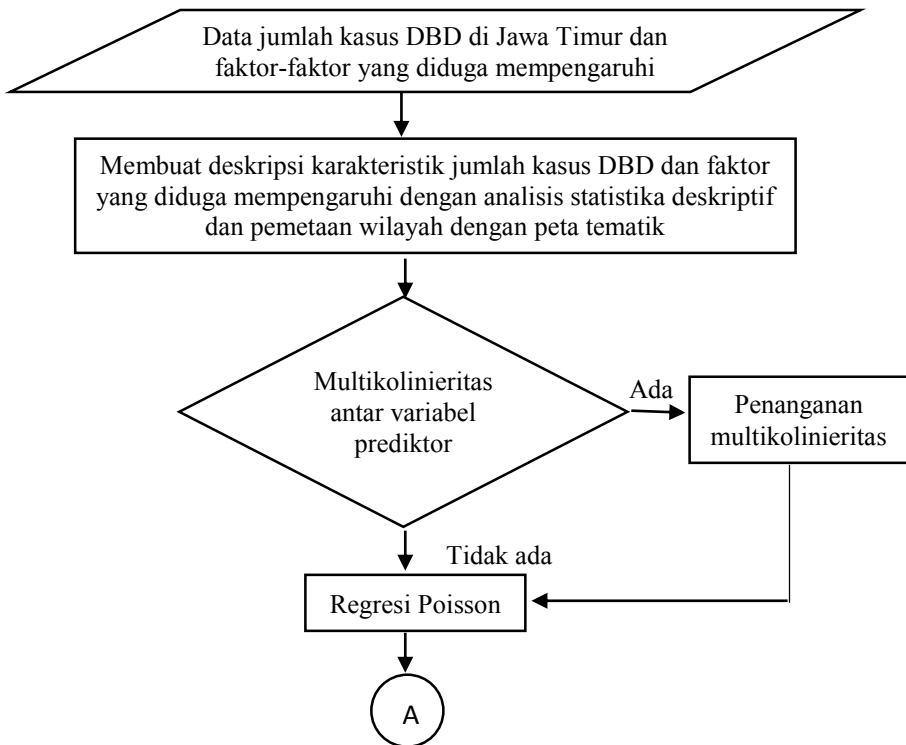 Data jumlah kasus DBD di Jawa Timur dan
faktor-faktor yang diduga mempengaruhi
Membuat deskripsi karakteristik jumlah kasus DBD dan faktor
yang diduga mempengaruhi dengan analisis statistika deskriptif
dan pemetaan wilayah dengan peta tematik
Multikolinieritas
antar variabel
prediktor
Ada
Penanganan
multikolinieritas
Tidak ada
Regresi Poisson
A